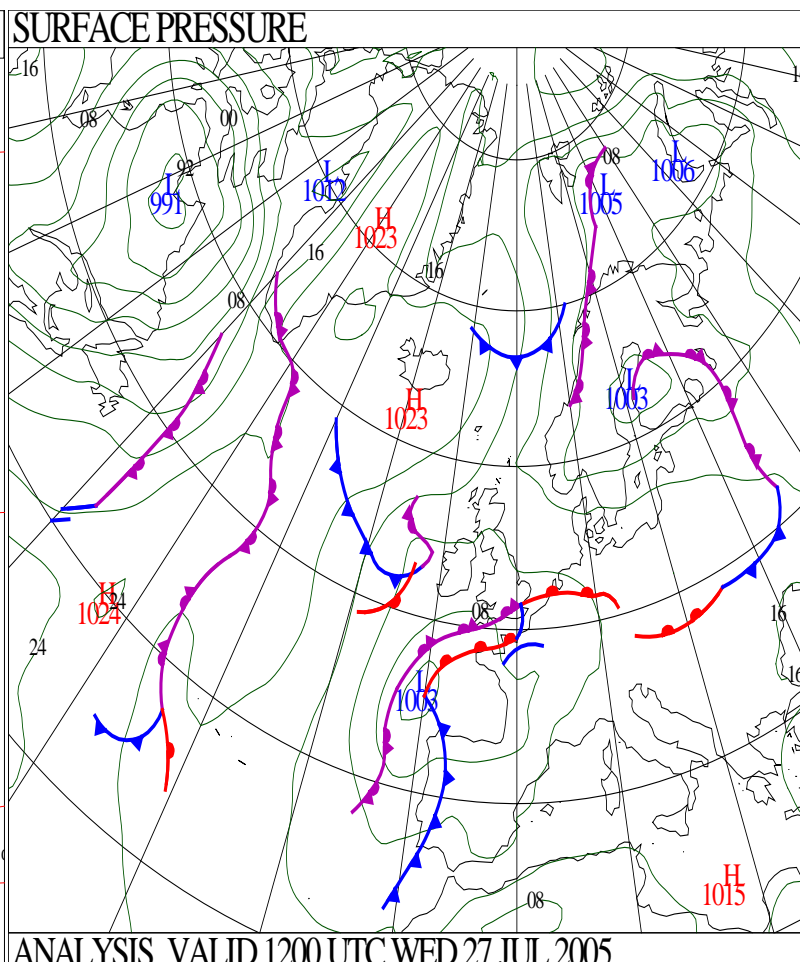 SURFACE PRESSURE
16
08
00
92
L
991
L
1012
H
1023
16
16
08
L
1005
L
1006
08
H
1023
L
1003
H
1024
24
24
08
16
16
L
1003
H
1015
08
ANALYSIS VALID 1200 UTC WED 27 JUL 2005